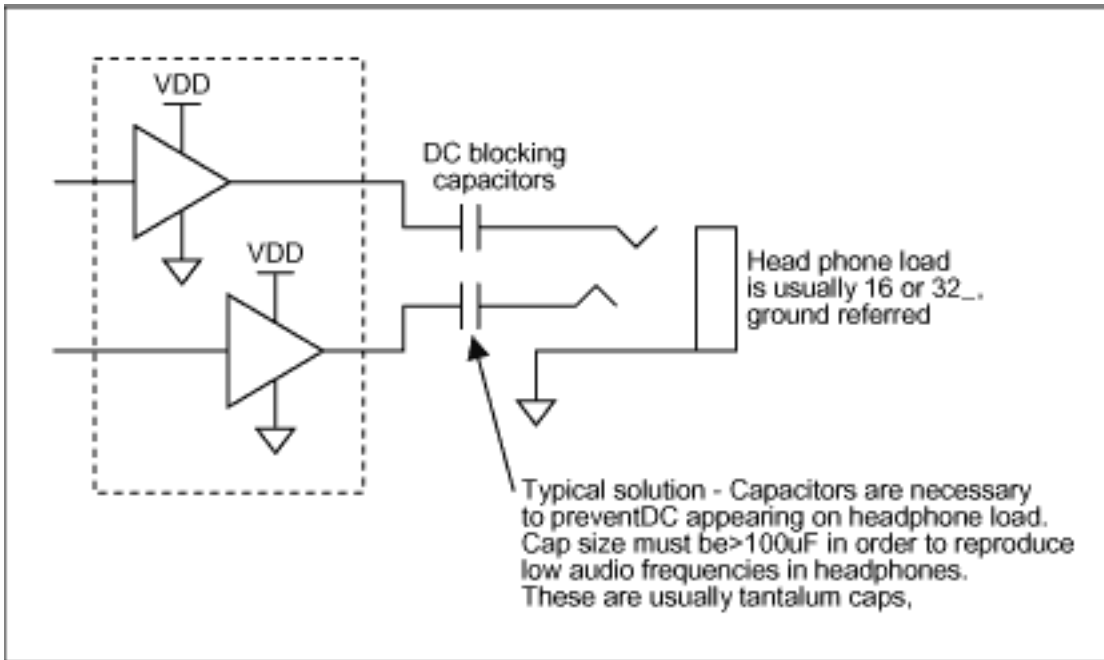 VDD
VDD
DC blocking
capacitors
Head phone load
is usually 16 or 32_,
ground referred
Typical solution - Capacitors are necessary
to preventDC appearing on headphone load.
Cap size must be>100uF in order to reproduce
low audio frequencies in headphones.
These are usually tantalum caps,